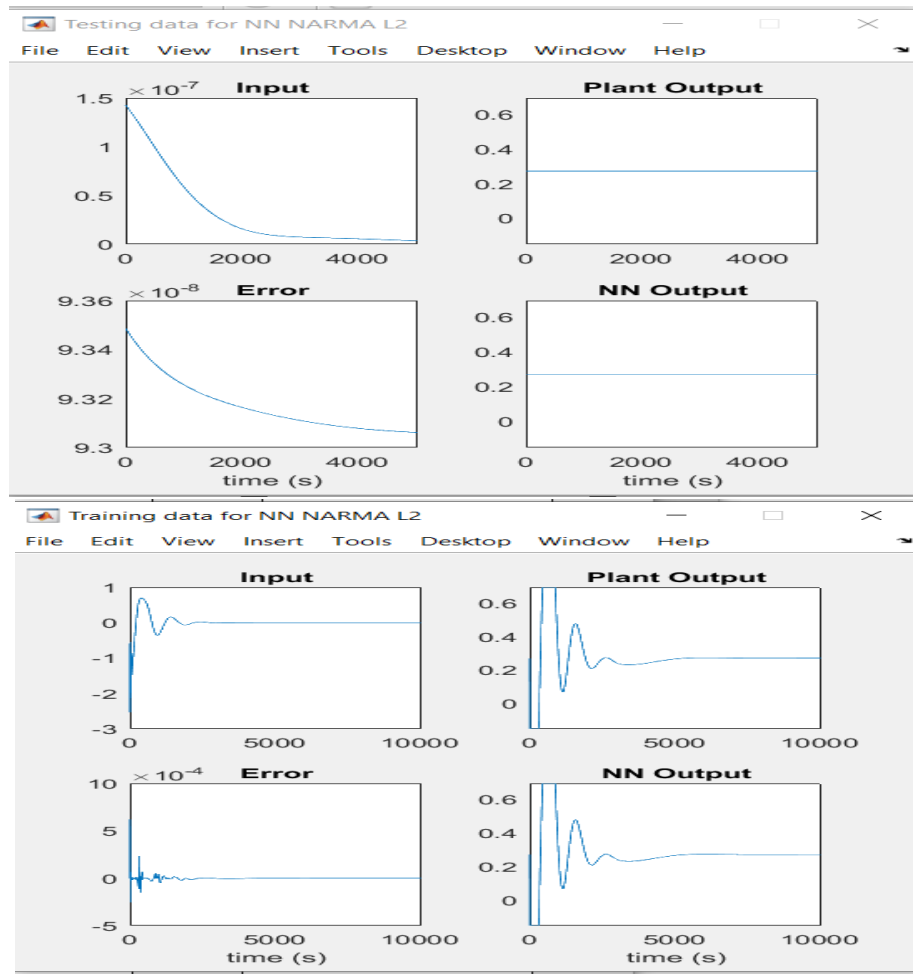 Testing data for NN NARMA L2
File Edit View Insert Tools Desktop Window Help
× 10^-7 Input Plant Output
1.5
1
0.5
0
0 2000 4000
0.6
0.4
0.2
0
0 2000 4000
× 10^-8 Error NN Output
9.36
9.34
9.32
9.3
0 2000 4000
time (s)
0.6
0.4
0.2
0
0 2000 4000
time (s)
Training data for NN NARMA L2
File Edit View Insert Tools Desktop Window Help
Input Plant Output
1
0
-1
-2
-3
0 5000 10000
0.6
0.4
0.2
0
0 5000 10000
× 10^-4 Error NN Output
10
5
0
-5
0 5000 10000
time (s)
0.6
0.4
0.2
0
0 5000 10000
time (s)